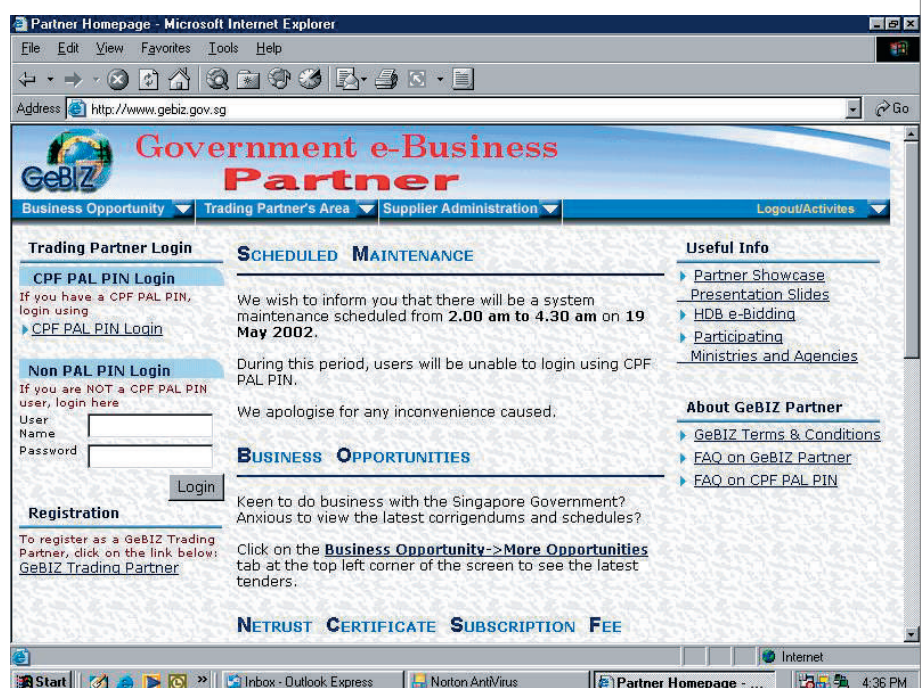 Partner Homepage - Microsoft Internet Explorer
File Edit View Favorites Tools Help
Address http://www.gebiz.gov.sg Go
GeBIZ
Government e-Business
Partner
Business Opportunity Trading Partner's Area Supplier Administration Logout/Activites
Trading Partner Login
CPF PAL PIN Login
If you have a CPF PAL PIN,
login using
CPF PAL PIN Login
Non PAL PIN Login
If you are NOT a CPF PAL PIN
user, login here
User
Name
Password
Login
Registration
To register as a GeBIZ Trading
Partner, click on the link below:
GeBIZ Trading Partner
SCHEDULED MAINTENANCE
We wish to inform you that there will be a system
maintenance scheduled from 2.00 am to 4.30 am on 19
May 2002.
During this period, users will be unable to login using CPF
PAL PIN.
We apologise for any inconvenience caused.
BUSINESS OPPORTUNITIES
Keen to do business with the Singapore Government?
Anxious to view the latest corrigendums and schedules?
Click on the Business Opportunity->More Opportunities
tab at the top left corner of the screen to see the latest
tenders.
NETRUST CERTIFICATE SUBSCRIPTION FEE
Useful Info
Partner Showcase
Presentation Slides
HDB e-Bidding
Participating
Ministries and Agencies
About GeBIZ Partner
GeBIZ Terms & Conditions
FAQ on GeBIZ Partner
FAQ on CPF PAL PIN
Internet
Start » Inbox - Outlook Express Norton AntiVirus Partner Homepage - ... 4:36 PM